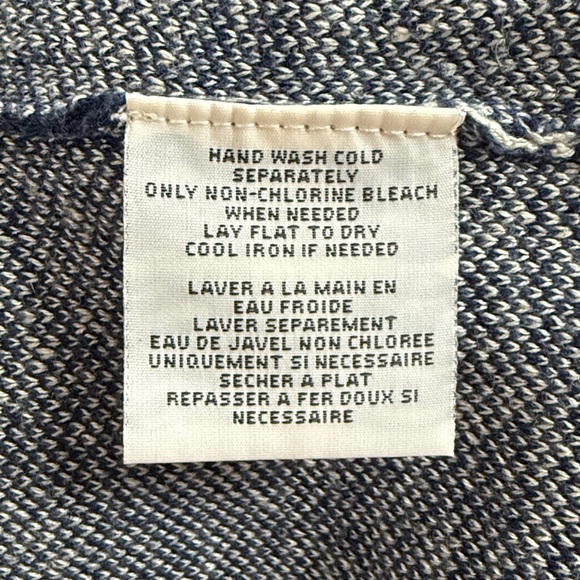 HAND WASH COLD
SEPARATELY
ONLY NON-CHLORINE BLEACH
WHEN NEEDED
LAY FLAT TO DRY
COOL IRON IF NEEDED
LAVER A LA MAIN EN
EAU FROIDE
LAVER SEPAREMENT
EAU DE JAVEL NON CHLOREE
UNIQUEMENT SI NECESSAIRE
SECHER A PLAT
REPASSER A FER DOUX SI
NECESSAIRE